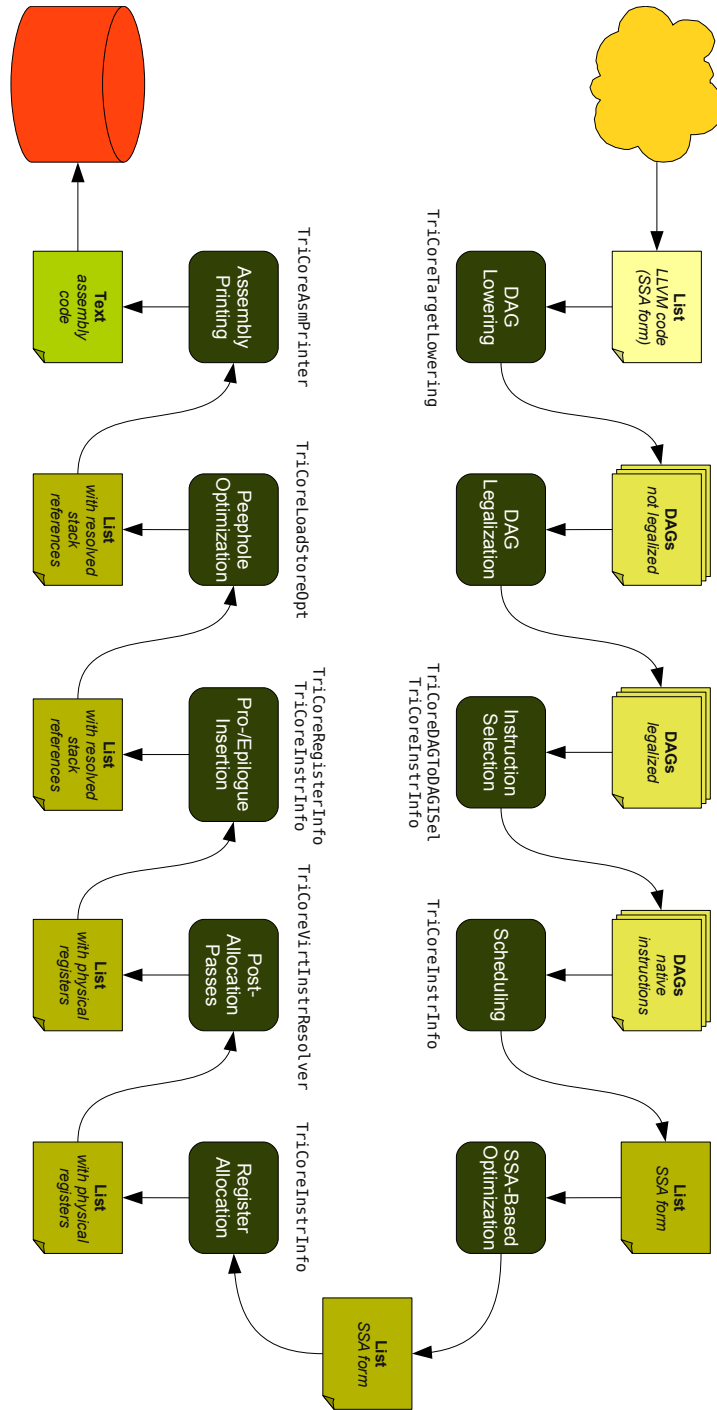 List
LLVM code
(SSA form)
DAGs
not legalized
DAGs
legalized
DAGs
native
instructions
List
SSA form
DAG
Lowering
DAG
Legalization
Instruction
Selection
Scheduling
SSA-Based
Optimization
TriCoreTargetLowering
TriCoreDAGToDAGISel
TriCoreInstrInfo
TriCoreInstrInfo
List
SSA form
TriCoreAsmPrinter
TriCoreLoadStoreOpt
TriCoreRegisterInfo
TriCoreInstrInfo
TriCoreVirtInstrResolver
TriCoreInstrInfo
Assembly
Printing
Peephole
Optimization
Pro-/Epilogue
Insertion
Post-
Allocation
Passes
Register
Allocation
Text
assembly
code
List
with resolved
stack
references
List
with resolved
stack
references
List
with physical
registers
List
with physical
registers